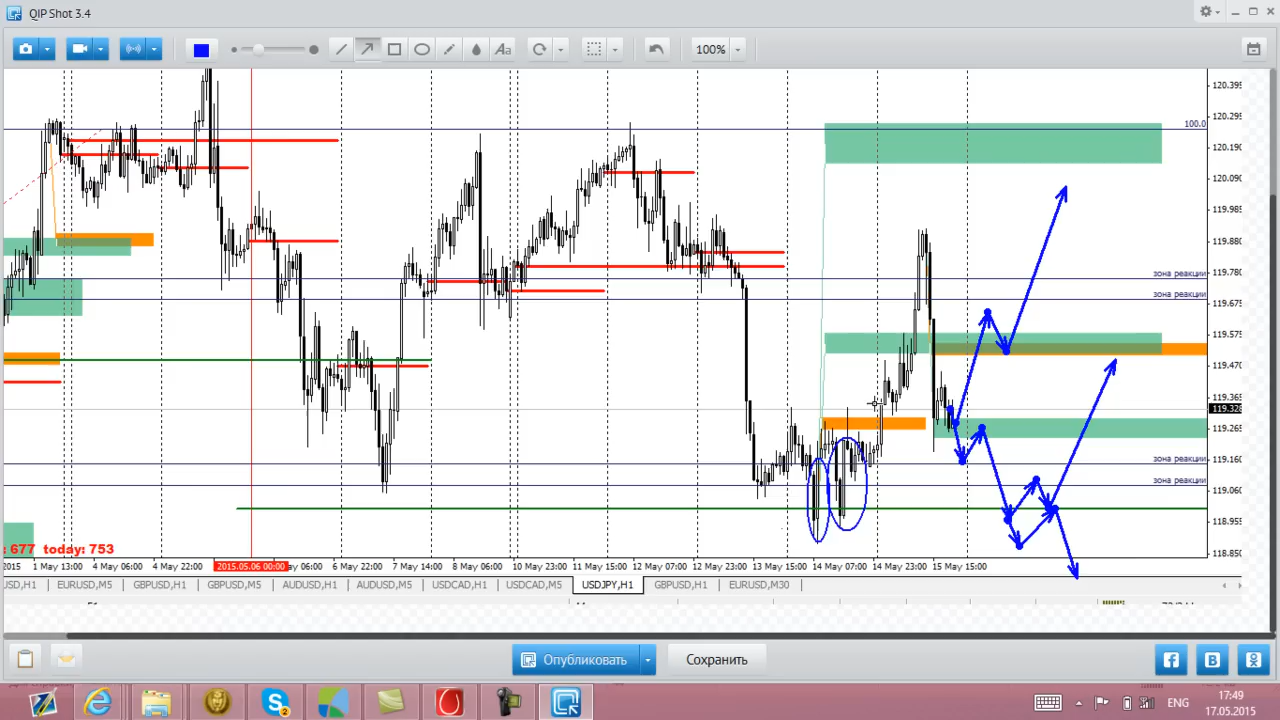 QIP Shot 3.4
Aa
100%
120.395
120.295
100.0
120.190
120.090
119.985
119.880
зона реакции
119.780
зона реакции
119.675
119.575
119.470
119.365
119.328
119.265
зона реакции
119.160
зона реакции
119.060
118.955
118.850
: 677 today: 753
2015 1 May 13:00 4 May 06:00 4 May 22:00 2015.05.06 00:00 06:00 6 May 22:00 7 May 14:00 8 May 06:00 10 May 23:00 11 May 15:00 12 May 07:00 12 May 23:00 13 May 15:00 14 May 07:00 14 May 23:00 15 May 15:00
USD,H1 EURUSD,M5 GBPUSD,H1 GBPUSD,M5 AUDUSD,H1 AUDUSD,M5 USDCAD,H1 USDCAD,M5 USDJPY,H1 GBPUSD,H1 EURUSD,M30
Опубликовать Сохранить
ENG
17:49
17.05.2015